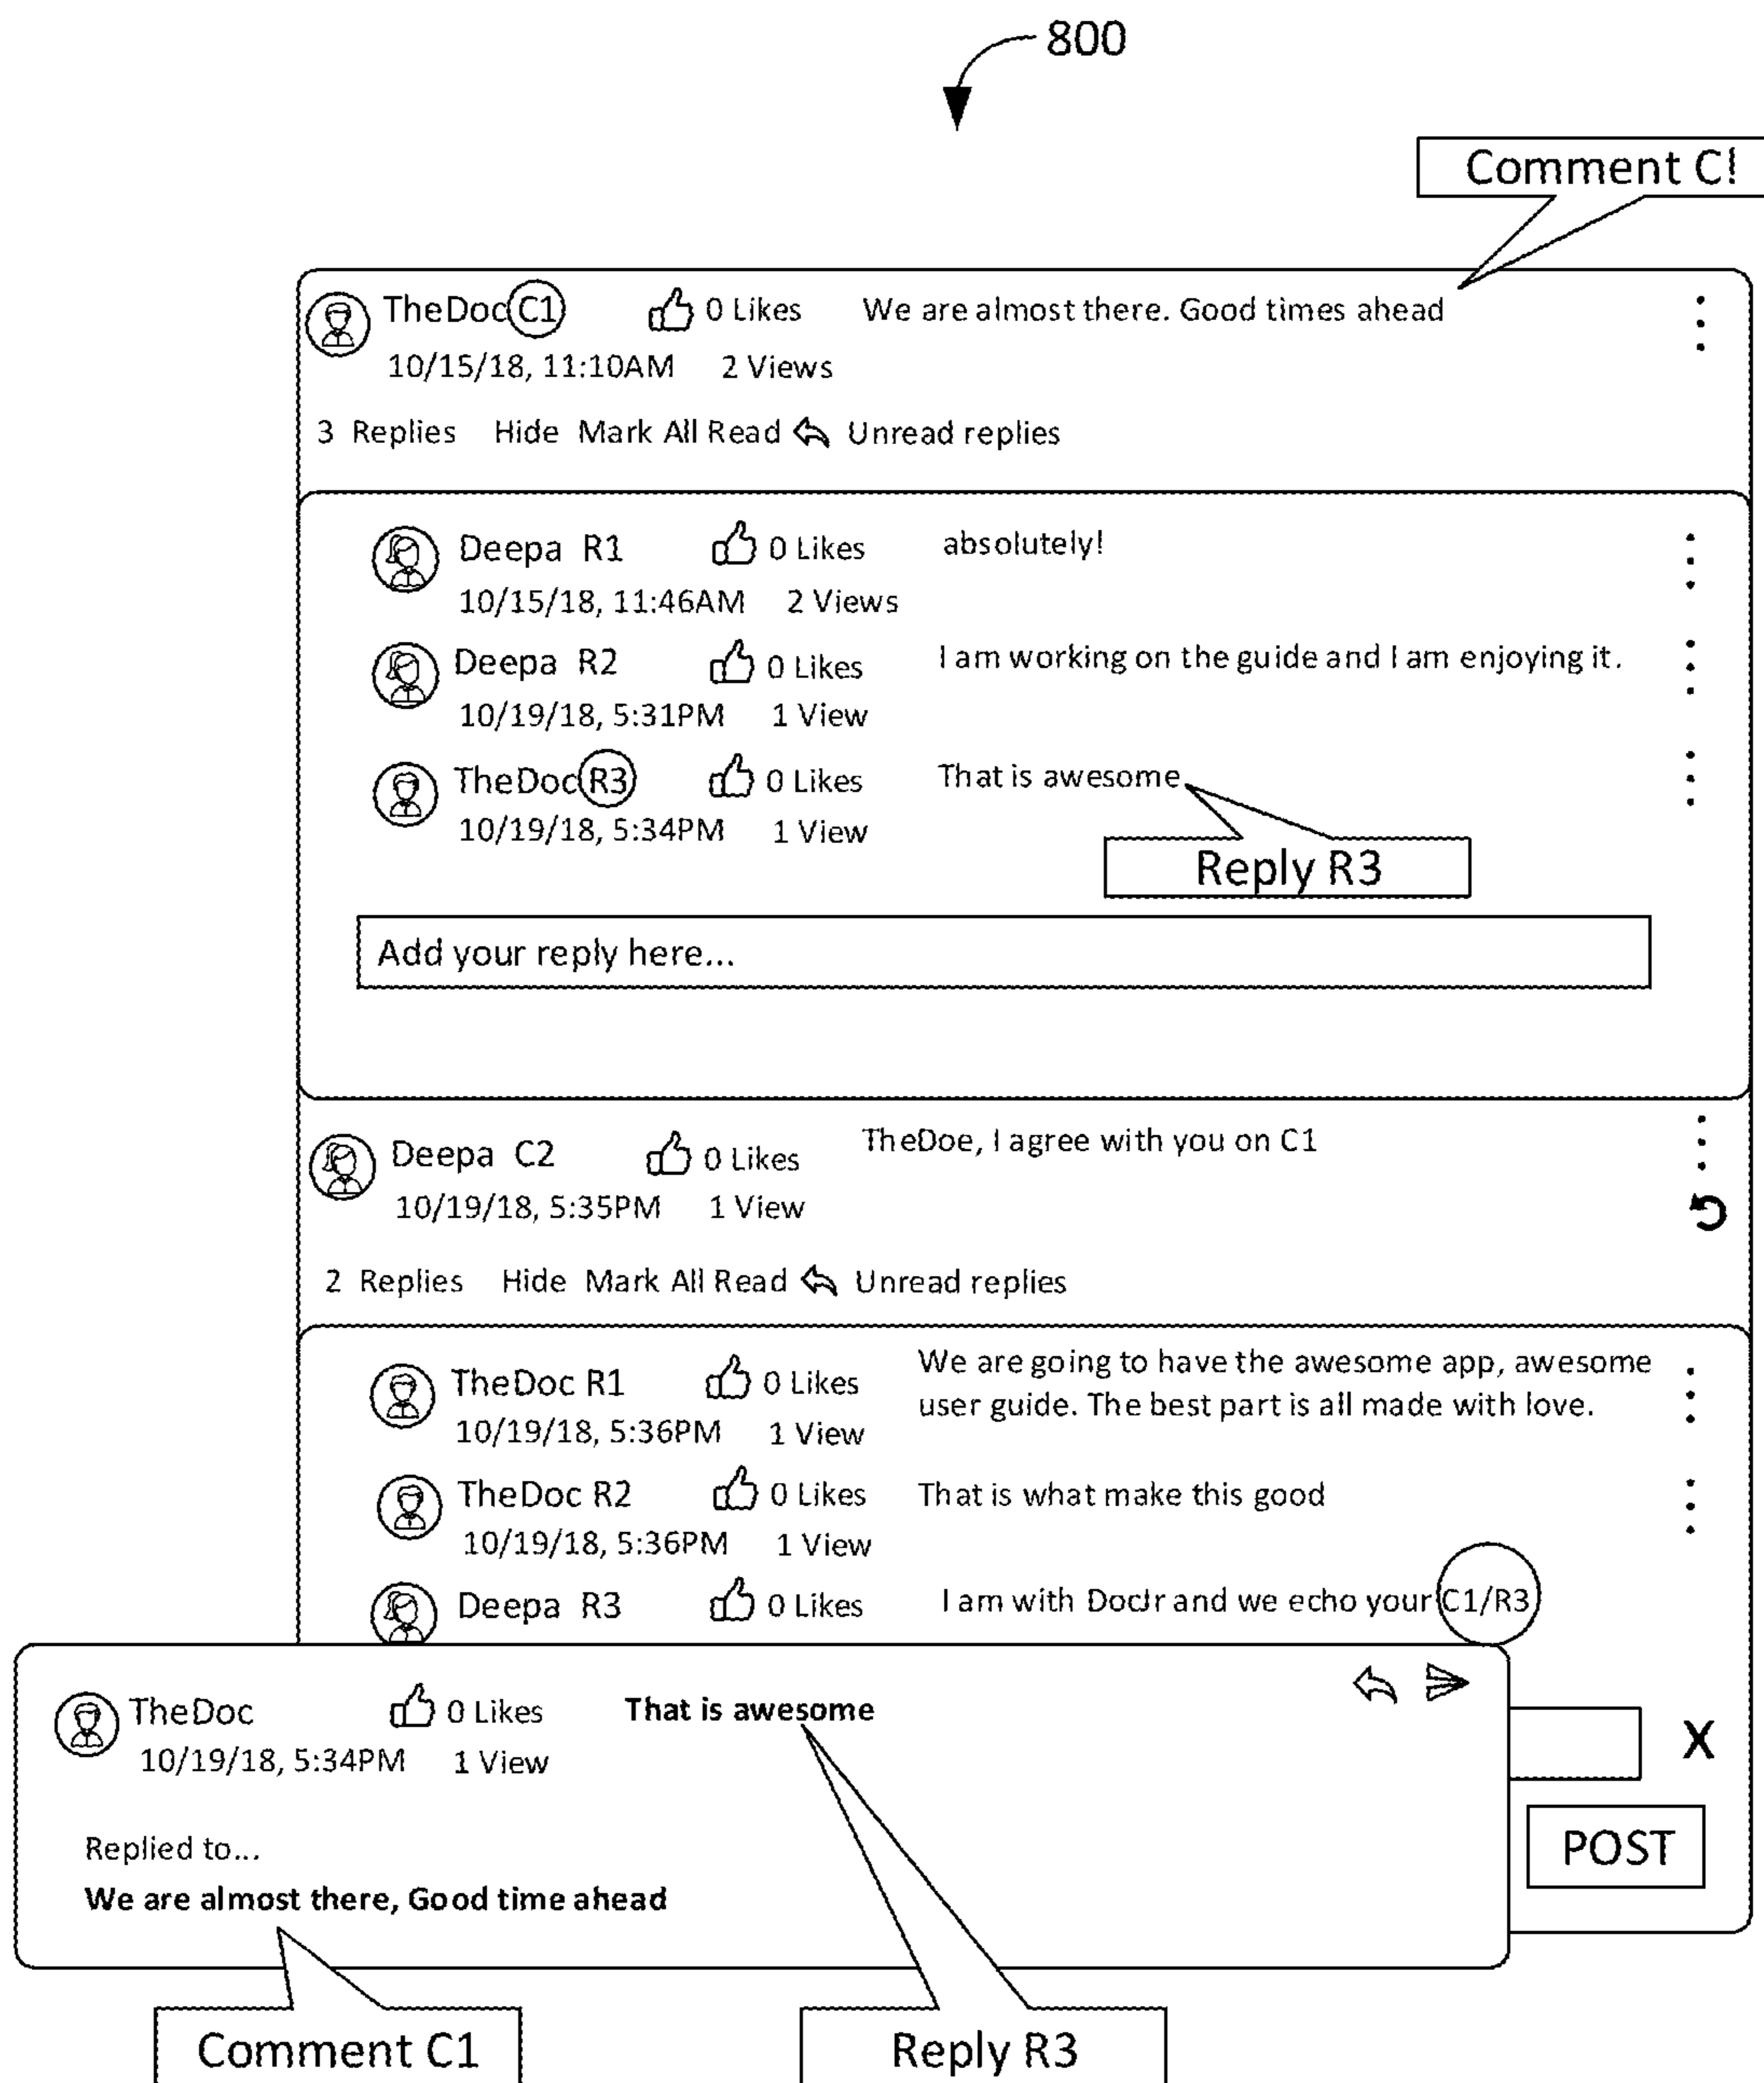 800
Comment C!
TheDoc C1 0 Likes We are almost there. Good times ahead
10/15/18, 11:10AM 2 Views
3 Replies Hide Mark All Read Unread replies
Deepa R1 0 Likes absolutely!
10/15/18, 11:46AM 2 Views
Deepa R2 0 Likes I am working on the guide and I am enjoying it.
10/19/18, 5:31PM 1 View
TheDoc R3 0 Likes That is awesome
10/19/18, 5:34PM 1 View
Reply R3
Add your reply here...
Deepa C2 0 Likes TheDoe, I agree with you on C1
10/19/18, 5:35PM 1 View
2 Replies Hide Mark All Read Unread replies
TheDoc R1 0 Likes We are going to have the awesome app, awesome
user guide. The best part is all made with love.
10/19/18, 5:36PM 1 View
TheDoc R2 0 Likes That is what make this good
10/19/18, 5:36PM 1 View
Deepa R3 0 Likes I am with DocJr and we echo your C1/R3
TheDoc 0 Likes That is awesome
10/19/18, 5:34PM 1 View
X
Replied to...
POST
We are almost there, Good time ahead
Comment C1
Reply R3